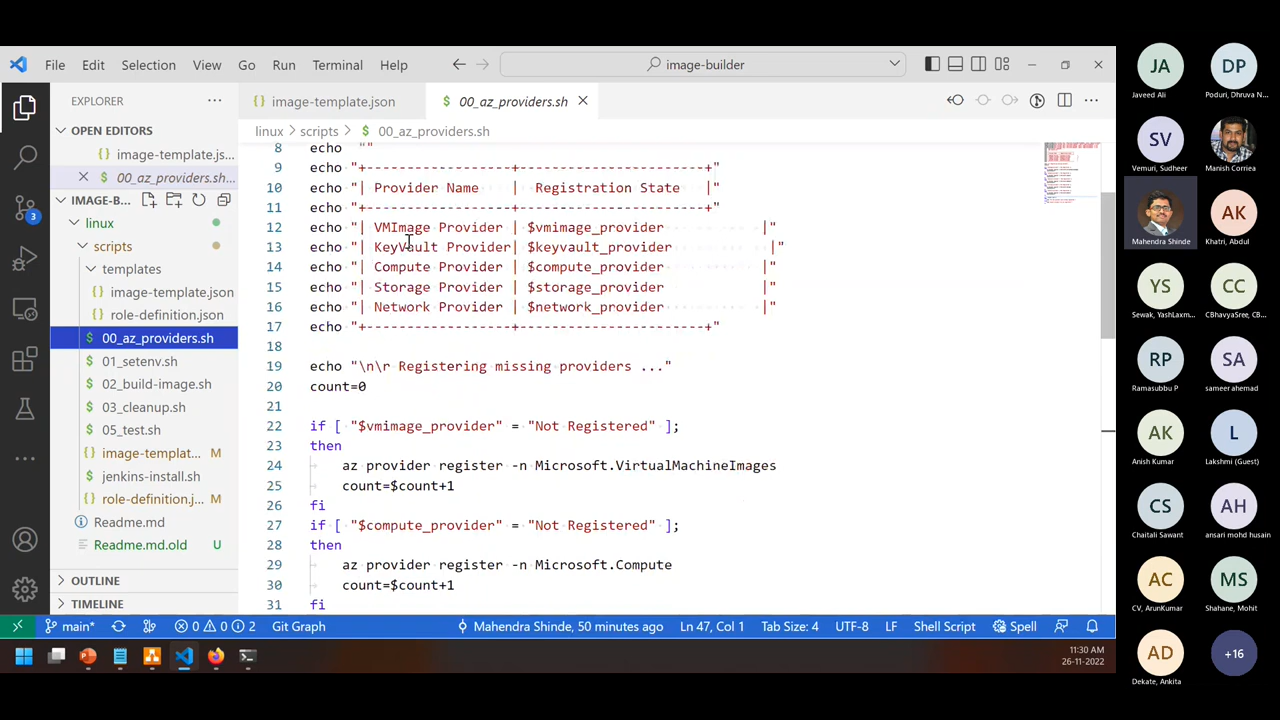 File Edit Selection View Go Run Terminal Help
image-builder
EXPLORER
OPEN EDITORS
image-template.js...
00_az_providers.sh...
IMAGE-B...
linux
scripts
templates
image-template.json
role-definition.json
00_az_providers.sh
01_setenv.sh
02_build-image.sh
03_cleanup.sh
05_test.sh
image-templat... M
jenkins-install.sh
role-definition.j... M
Readme.md
Readme.md.old U
OUTLINE
TIMELINE
3
image-template.json
00_az_providers.sh
linux > scripts > $ 00_az_providers.sh
8 echo ""
9 echo "+------------------+-----------------------+"
10 echo "| Provider Name    |  Registration State   |"
11 echo "+------------------+-----------------------+"
12 echo "| VMImage Provider | $vmimage_provider            |"
13 echo "| KeyVault Provider| $keyvault_provider            |"
14 echo "| Compute Provider | $compute_provider            |"
15 echo "| Storage Provider | $storage_provider            |"
16 echo "| Network Provider | $network_provider            |"
17 echo "+------------------+-----------------------+"
18
19 echo "\n\r Registering missing providers ..."
20 count=0
21
22 if [ "$vmimage_provider" = "Not Registered" ];
23 then
24 az provider register -n Microsoft.VirtualMachineImages
25 count=$count+1
26 fi
27 if [ "$compute_provider" = "Not Registered" ];
28 then
29 az provider register -n Microsoft.Compute
30 count=$count+1
31 fi
main* 0 0 2 Git Graph Mahendra Shinde, 50 minutes ago Ln 47, Col 1 Tab Size: 4 UTF-8 LF Shell Script Spell
11:30 AM
26-11-2022
JA DP
Javeed Ali Poduri, Dhruva N...
SV
Vemuri, Sudheer Manish Corriea
AK
Mahendra Shinde Khatri, Abdul
YS CC
Sewak, YashLaxm... CBhavyaSree, CB...
RP SA
Ramasubbu P sameer ahemad
AK L
Anish Kumar Lakshmi (Guest)
CS AH
Chaitali Sawant ansari mohd husain
AC MS
CV, ArunKumar Shahane, Mohit
AD +16
Dekate, Ankita